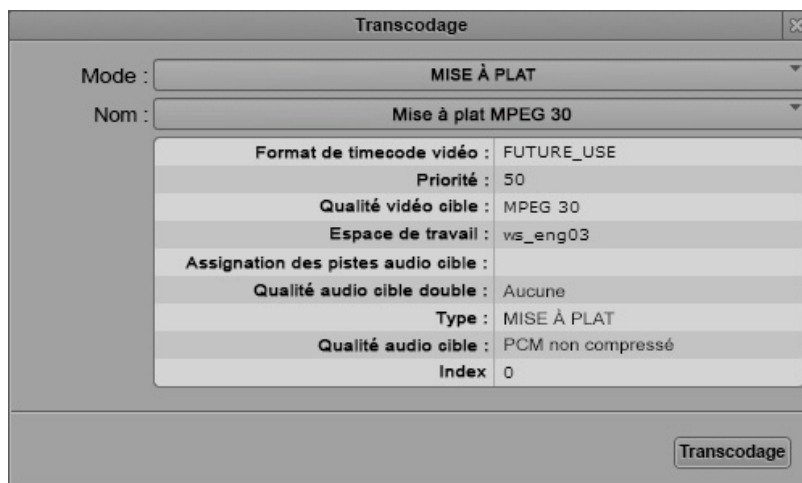 Transcodage
Mode : MISE À PLAT
Nom : Mise à plat MPEG 30
Format de timecode vidéo : FUTURE_USE
Priorité : 50
Qualité vidéo cible : MPEG 30
Espace de travail : ws_eng03
Assignation des pistes audio cible :
Qualité audio cible double : Aucune
Type : MISE À PLAT
Qualité audio cible : PCM non compressé
Index 0
Transcodage